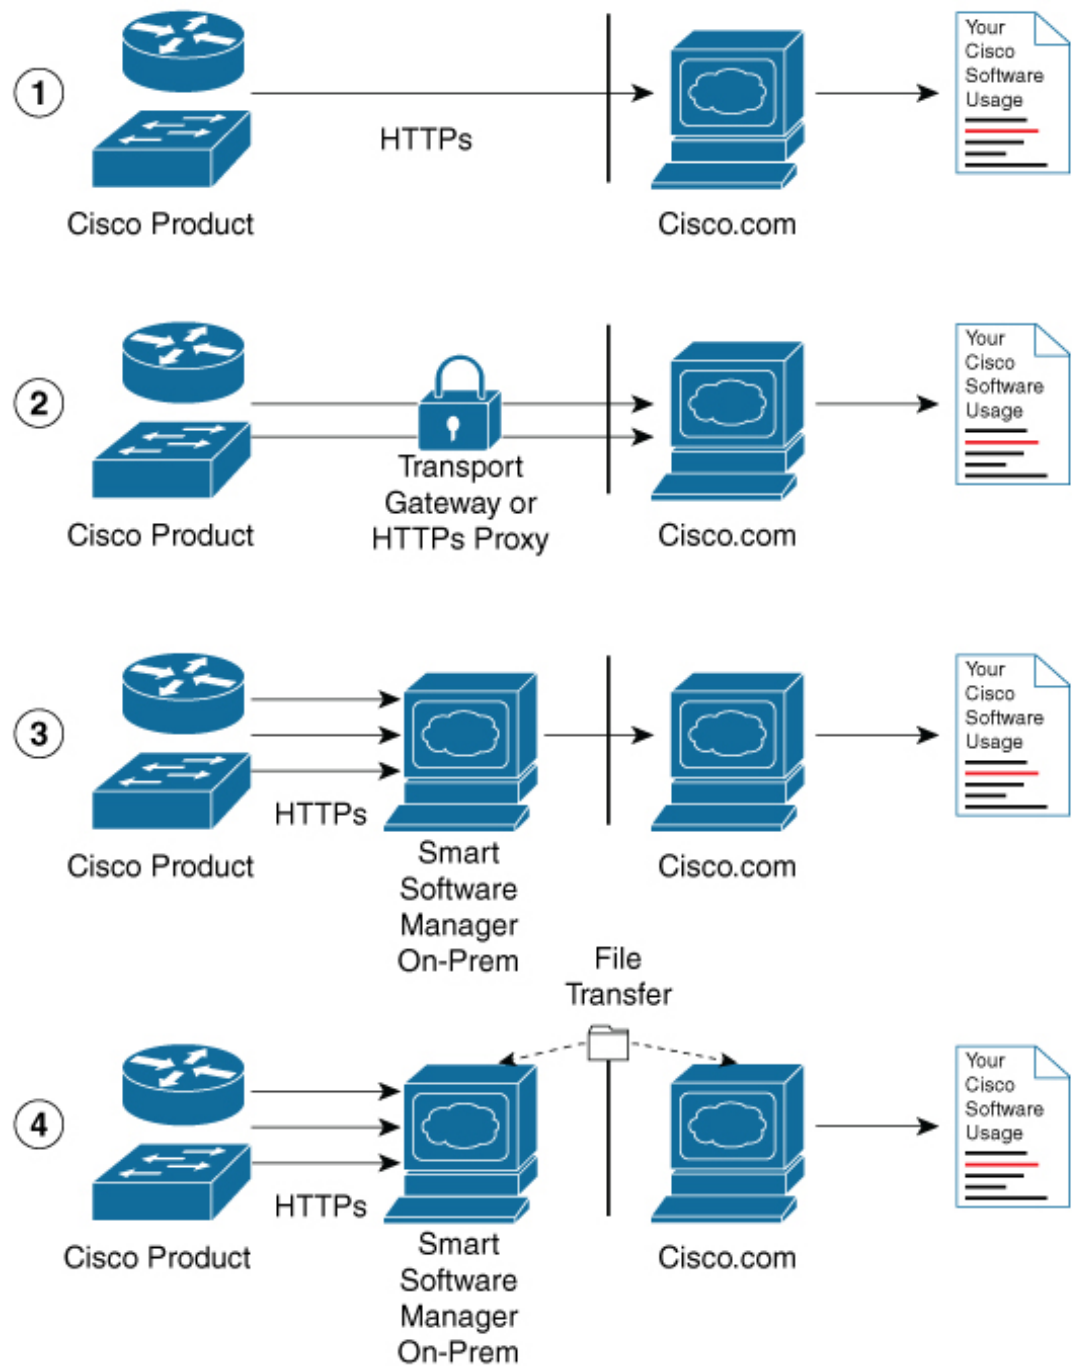 1
HTTPs
Cisco Product
Cisco.com
Your
Cisco
Software
Usage
2
Transport
Gateway or
HTTPs Proxy
Cisco Product
Cisco.com
Your
Cisco
Software
Usage
3
HTTPs
Cisco Product
Smart
Software
Manager
On-Prem
Cisco.com
Your
Cisco
Software
Usage
File
Transfer
4
HTTPs
Cisco Product
Smart
Software
Manager
On-Prem
Cisco.com
Your
Cisco
Software
Usage